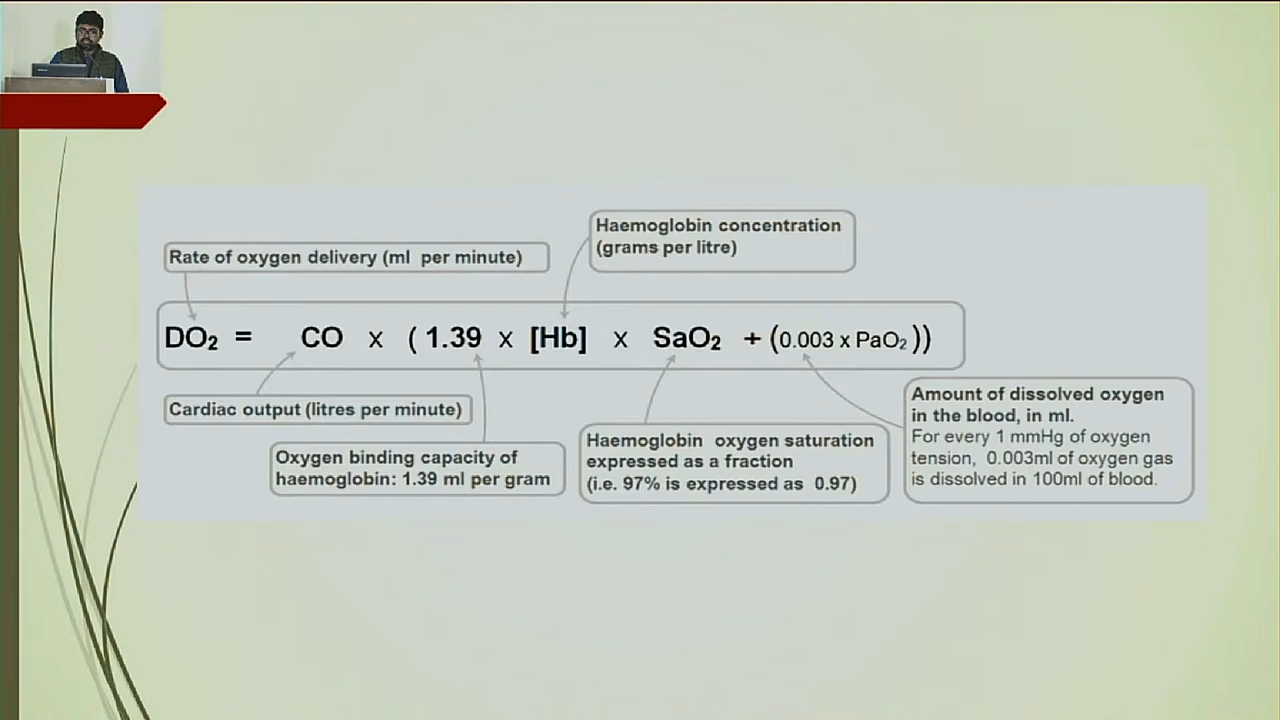 Haemoglobin concentration
(grams per litre)
Rate of oxygen delivery (ml per minute)
DO₂ = CO x ( 1.39 x [Hb] x SaO₂ + (0.003 x PaO₂ ))
Cardiac output (litres per minute)
Oxygen binding capacity of
haemoglobin: 1.39 ml per gram
Haemoglobin oxygen saturation
expressed as a fraction
(i.e. 97% is expressed as 0.97)
Amount of dissolved oxygen
in the blood, in ml.
For every 1 mmHg of oxygen
tension, 0.003ml of oxygen gas
is dissolved in 100ml of blood.